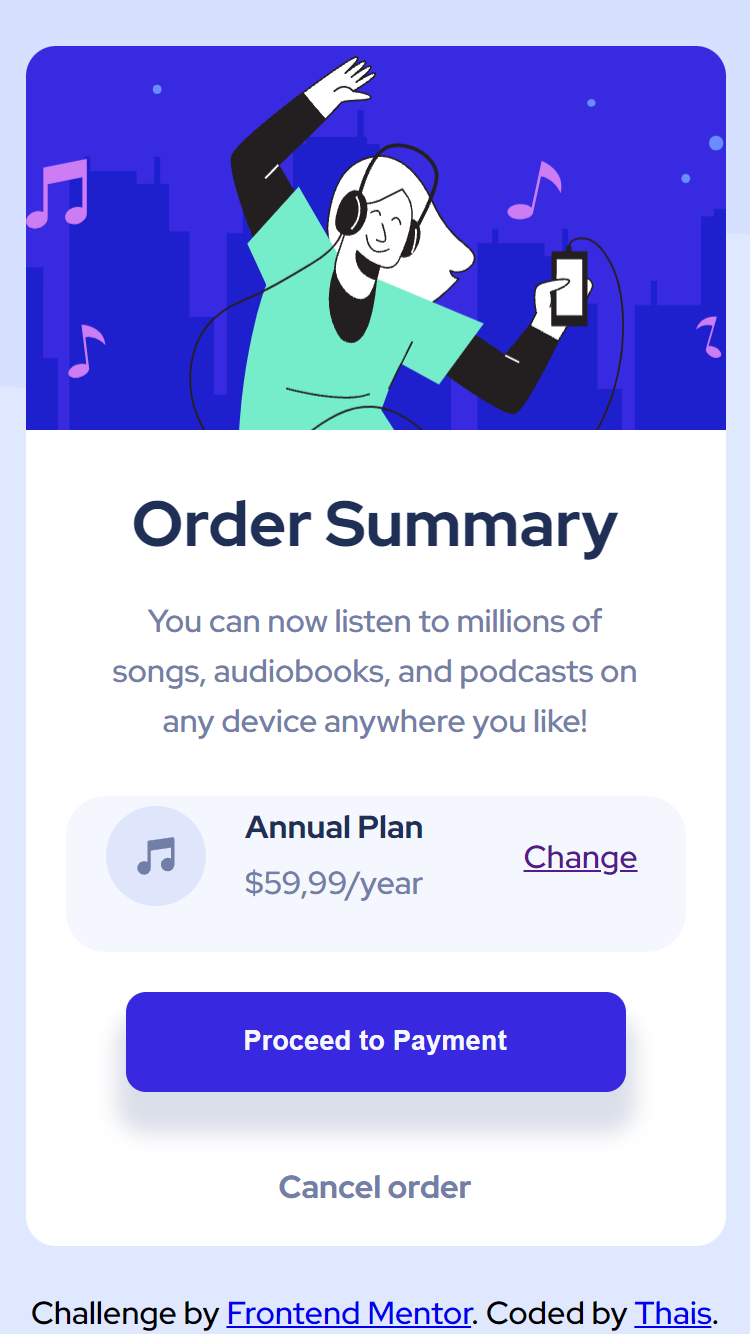 Order Summary
You can now listen to millions of
songs, audiobooks, and podcasts on
any device anywhere you like!
Annual Plan
$59,99/year
Change
Proceed to Payment
Cancel order
Challenge by Frontend Mentor. Coded by Thais.